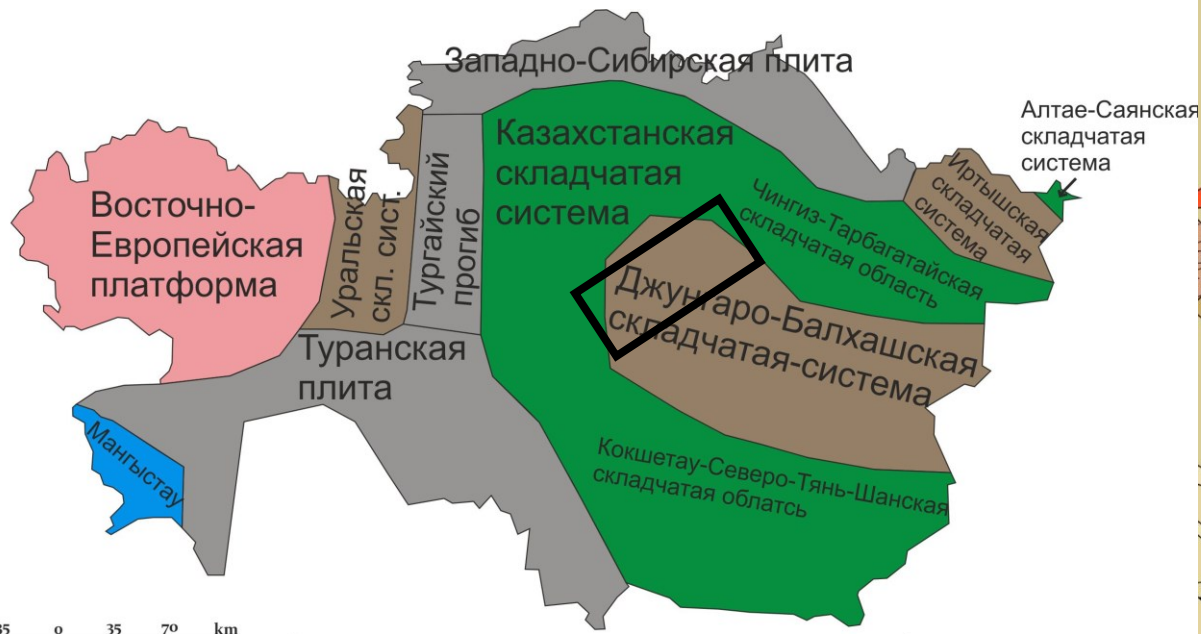 Западно-Сибирская плита
Алтае-Саянская
складчатая
система
Казахстанская
складчатая
система
Иртышская
складчатая
система
Чингиз-Тарбагатайская
складчатая область
Восточно-
Европейская
платформа
Уральская
скл. сист.
Тургайский
прогиб
Джунгаро-Балхашская
складчатая-система
Туранская
плита
Мангыстау
Кокшетау-Северо-Тянь-Шанская
складчатая облатсь
35 0 35 70 km